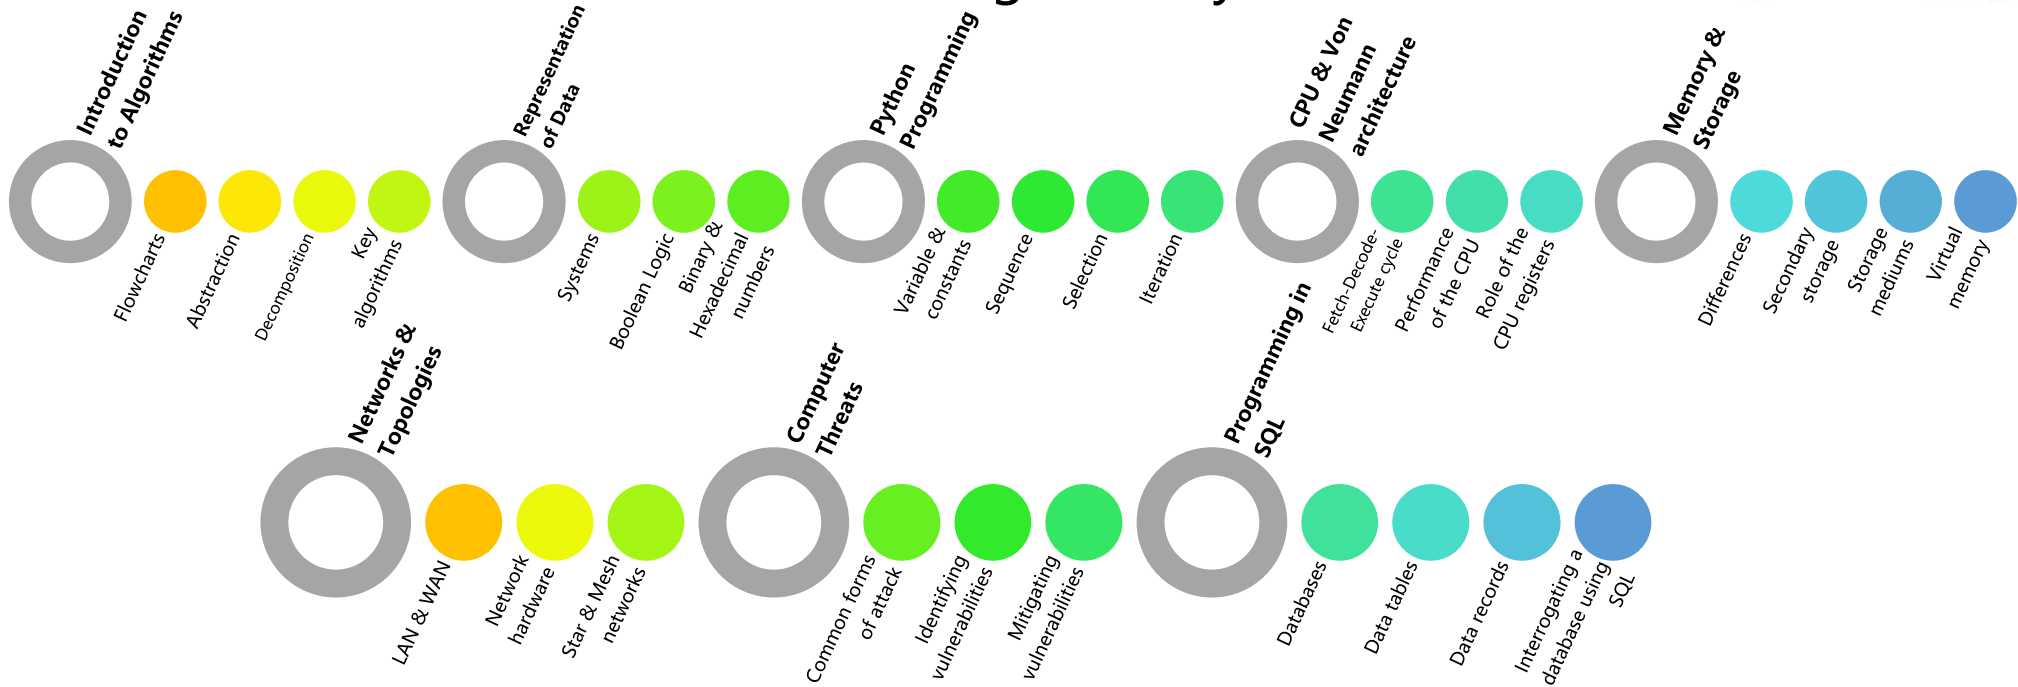 Introduction
to Algorithms
Flowcharts
Abstraction
Decomposition
Key
algorithms
Representation
of Data
Systems
Boolean Logic
Binary &
Hexadecimal
numbers
Python
Programming
Variable &
constants
Sequence
Selection
Iteration
CPU & Von
Neumann
architecture
Fetch-Decode-
Execute cycle
Performance
of the CPU
Role of the
CPU registers
Memory &
Storage
Differences
Secondary
storage
Storage
mediums
Virtual
memory
Networks &
Topologies
LAN & WAN
Network
hardware
Star & Mesh
networks
Computer
Threats
Common forms
of attack
Identifying
vulnerabilities
Mitigating
vulnerabilities
Programming in
SQL
Databases
Data tables
Data records
Interrogating a
database using
SQL